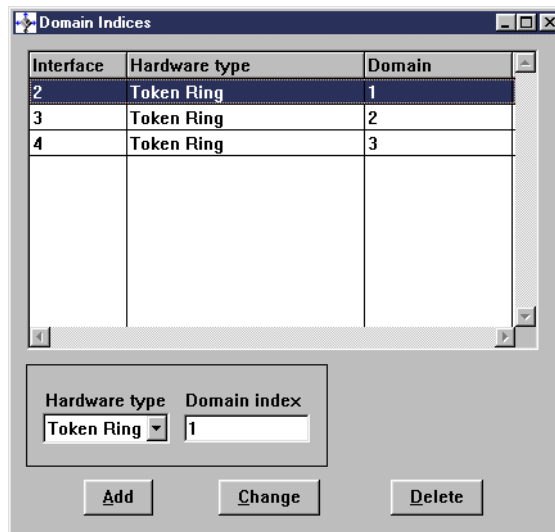 Domain Indices
Interface Hardware type Domain
2 Token Ring 1
3 Token Ring 2
4 Token Ring 3
Hardware type Domain index
Token Ring 1
Add Change Delete